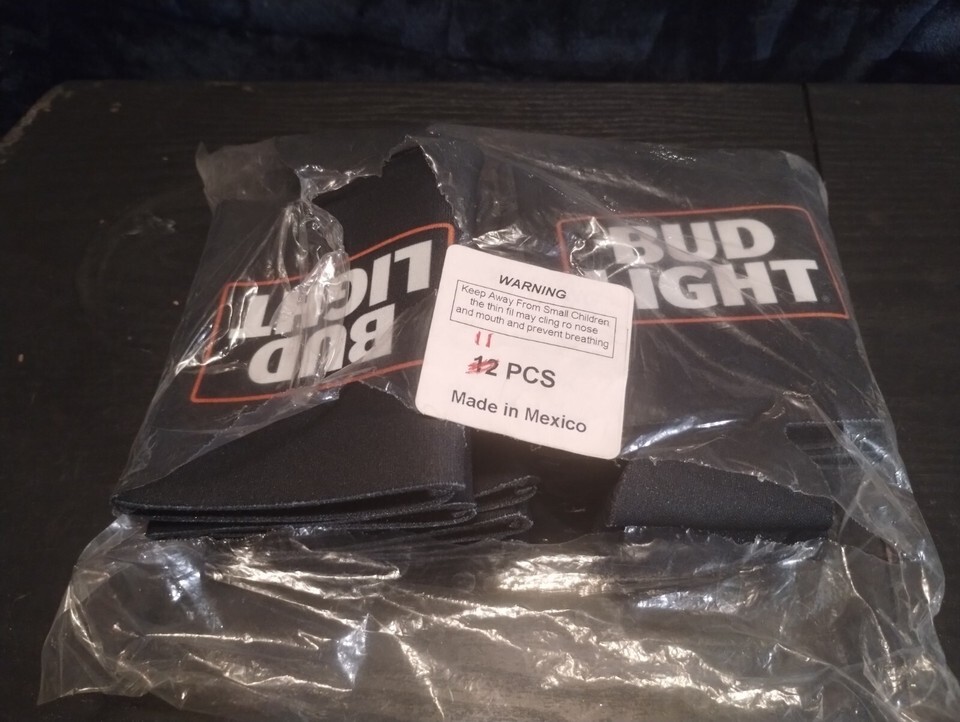 BUD
LIGHT
BUD
LIGHT
WARNING
Keep Away From Small Children
the thin fil may cling ro nose
and mouth and prevent breathing
11
12 PCS
Made in Mexico